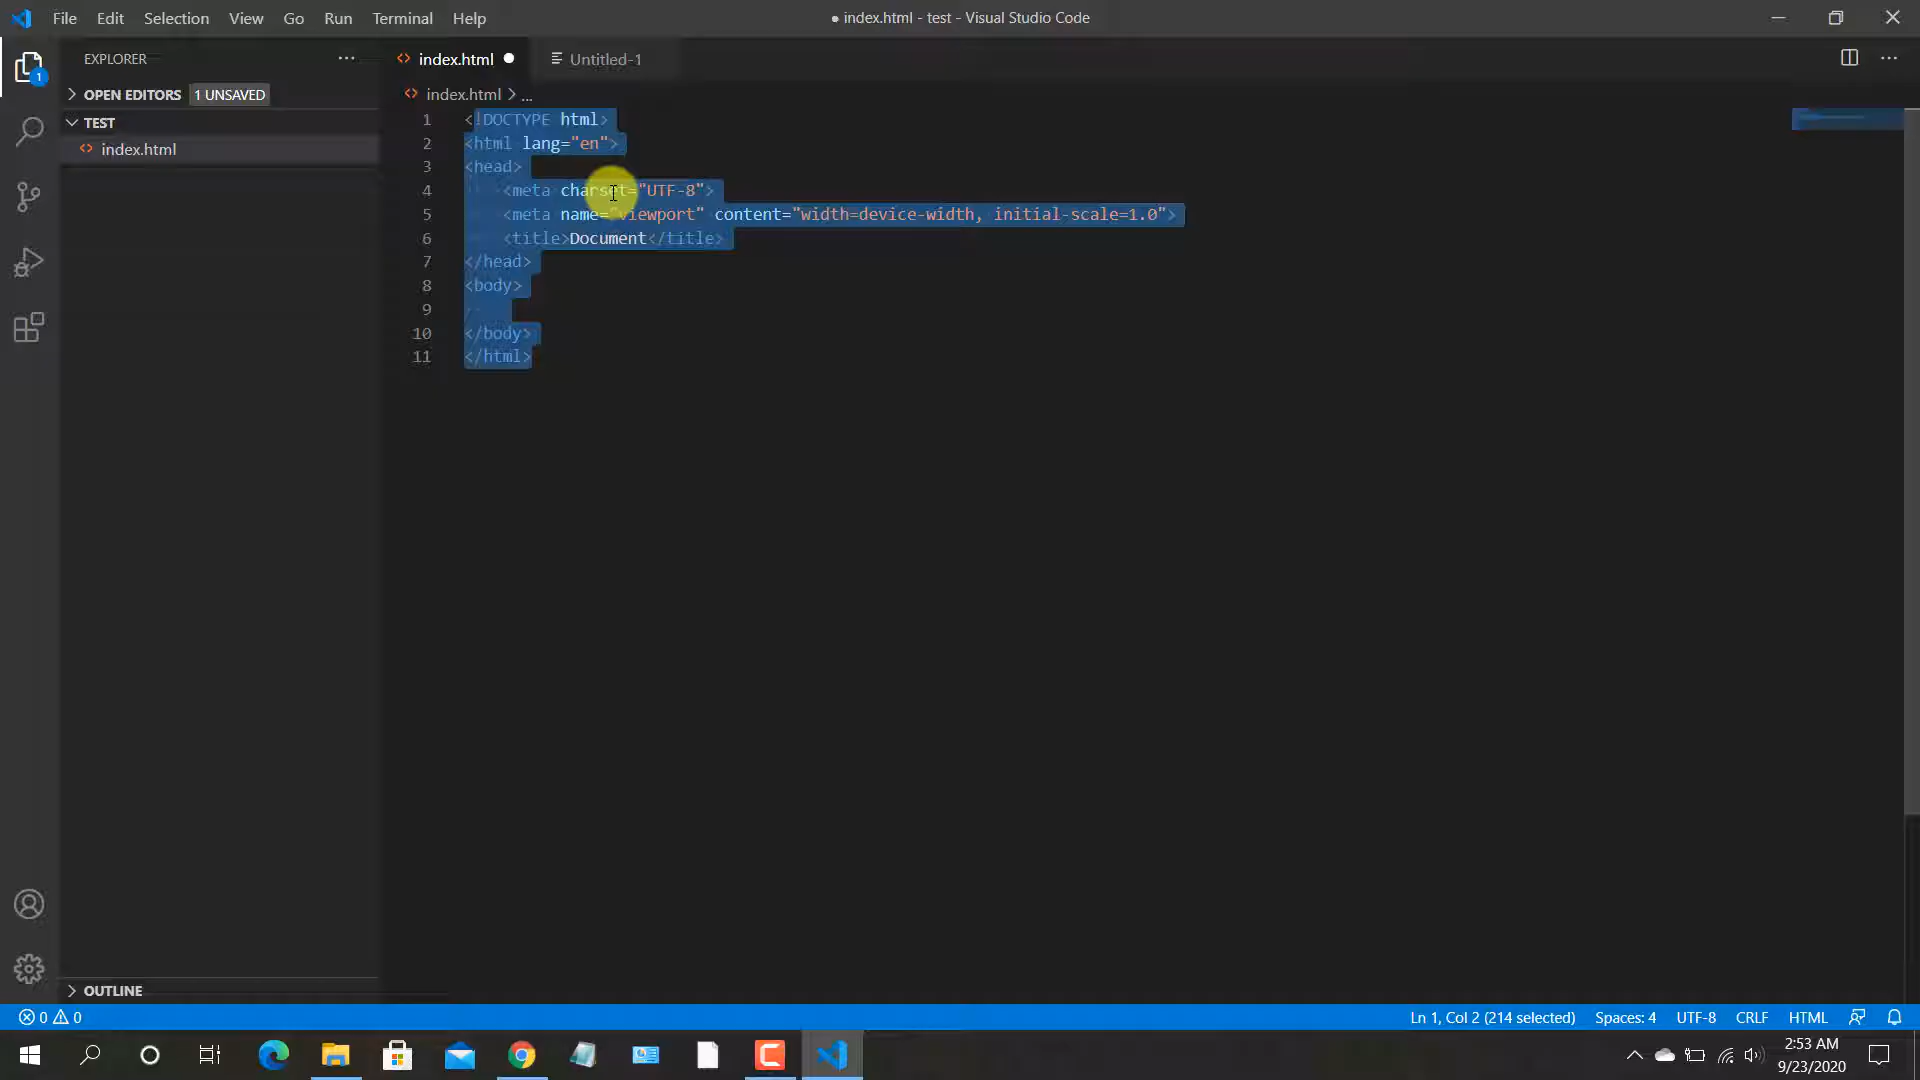 File Edit Selection View Go Run Terminal Help
● index.html - test - Visual Studio Code
EXPLORER
1
OPEN EDITORS 1 UNSAVED
TEST
index.html
index.html
Untitled-1
index.html > ...
1 <!DOCTYPE html>
2 <html lang="en">
3 <head>
4 <meta charset="UTF-8">
5 <meta name="viewport" content="width=device-width, initial-scale=1.0">
6 <title>Document</title>
7 </head>
8 <body>
9
10 </body>
11 </html>
OUTLINE
0 0
Ln 1, Col 2 (214 selected) Spaces: 4 UTF-8 CRLF HTML
2:53 AM
9/23/2020